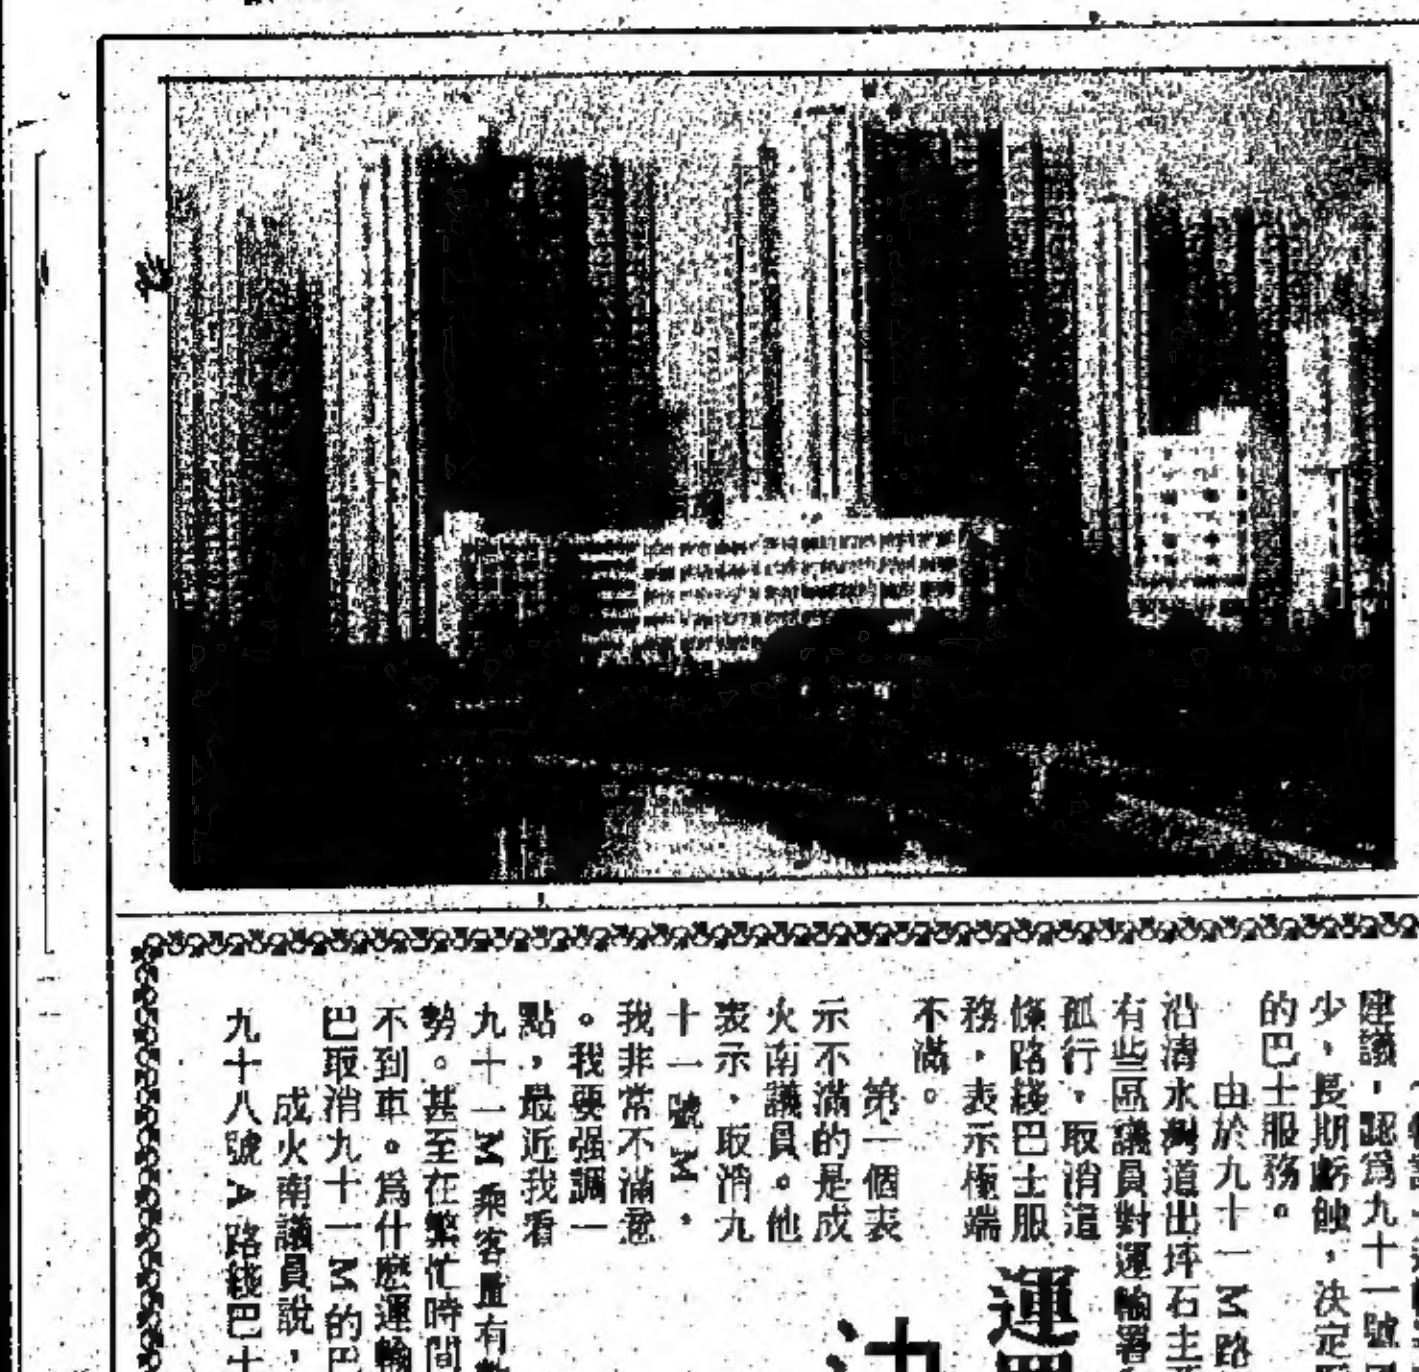 建議,認爲九十一號
少,長期虧蝕,決定
的巴士服務。
由於九十一M路
沿淸水灣道出坪石主
有些區議員對運輸署
孤行,取消這
條路綫巴士服
務,表示極端
不滿。
第一個表
示不滿的是成
火南議員。他
表示,取消九
十一號M,
我非常不滿意
。我要强調一
點,最近我看
九十一M乘客量有
勢。甚至在繁忙時間
不到車。爲什麽運輸
巴取消九十一M的巴
成火南議員說,
九十八號A路綫巴士
運